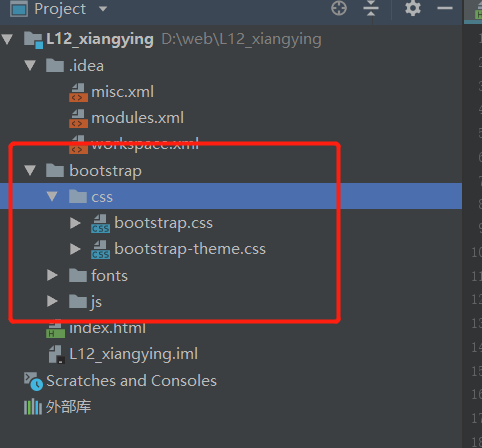 Project
L12_xiangying D:\web\L12_xiangying
.idea
misc.xml
modules.xml
workspace.xml
bootstrap
css
bootstrap.css
bootstrap-theme.css
fonts
js
index.html
L12_xiangying.iml
Scratches and Consoles
外部库